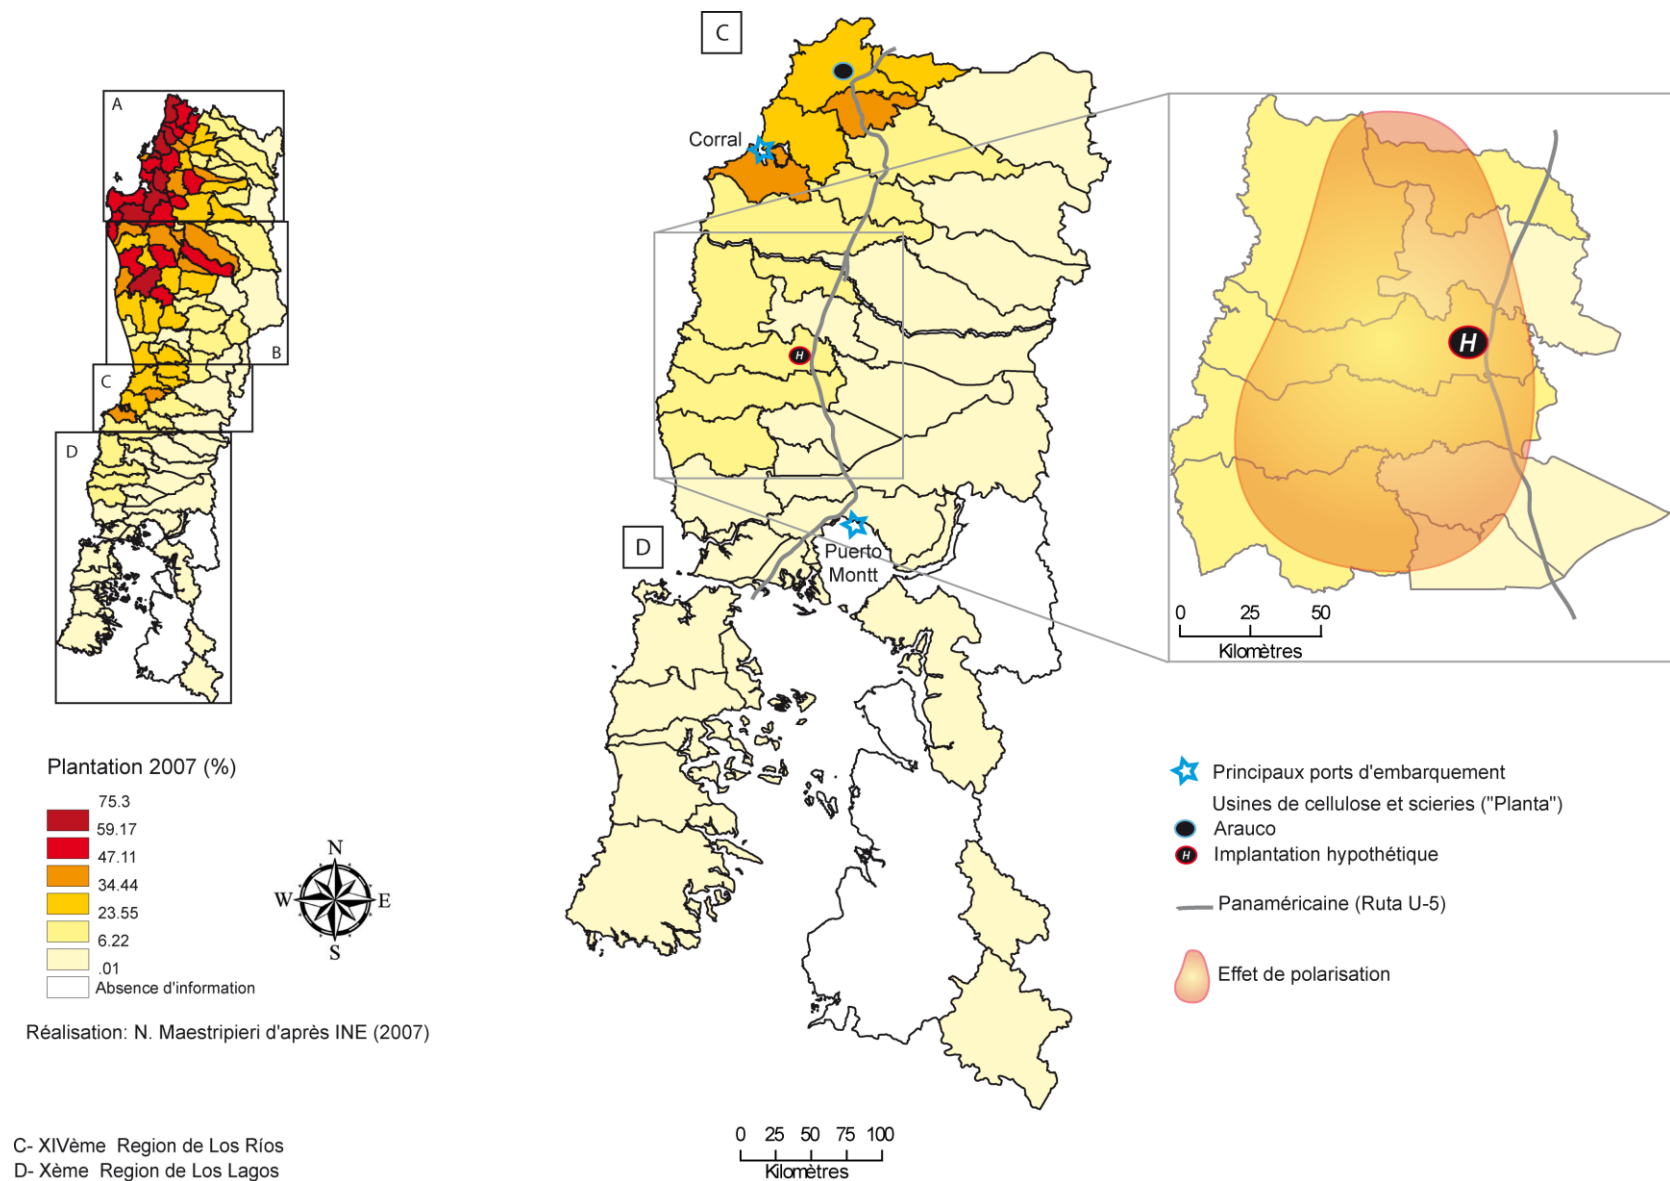 A
B
C
D
Plantation 2007 (%)
75.3
59.17
47.11
34.44
23.55
6.22
.01
Absence d'information
N
W E
S
Réalisation: N. Maestripieri d'après INE (2007)
C- XIVème Region de Los Ríos
D- Xème Region de Los Lagos
C
Corral
H
D
Puerto
Montt
0 25 50 75 100
Kilomètres
H
0 25 50
Kilomètres
Principaux ports d'embarquement
Usines de cellulose et scieries ("Planta")
Arauco
H Implantation hypothétique
Panaméricaine (Ruta U-5)
Effet de polarisation